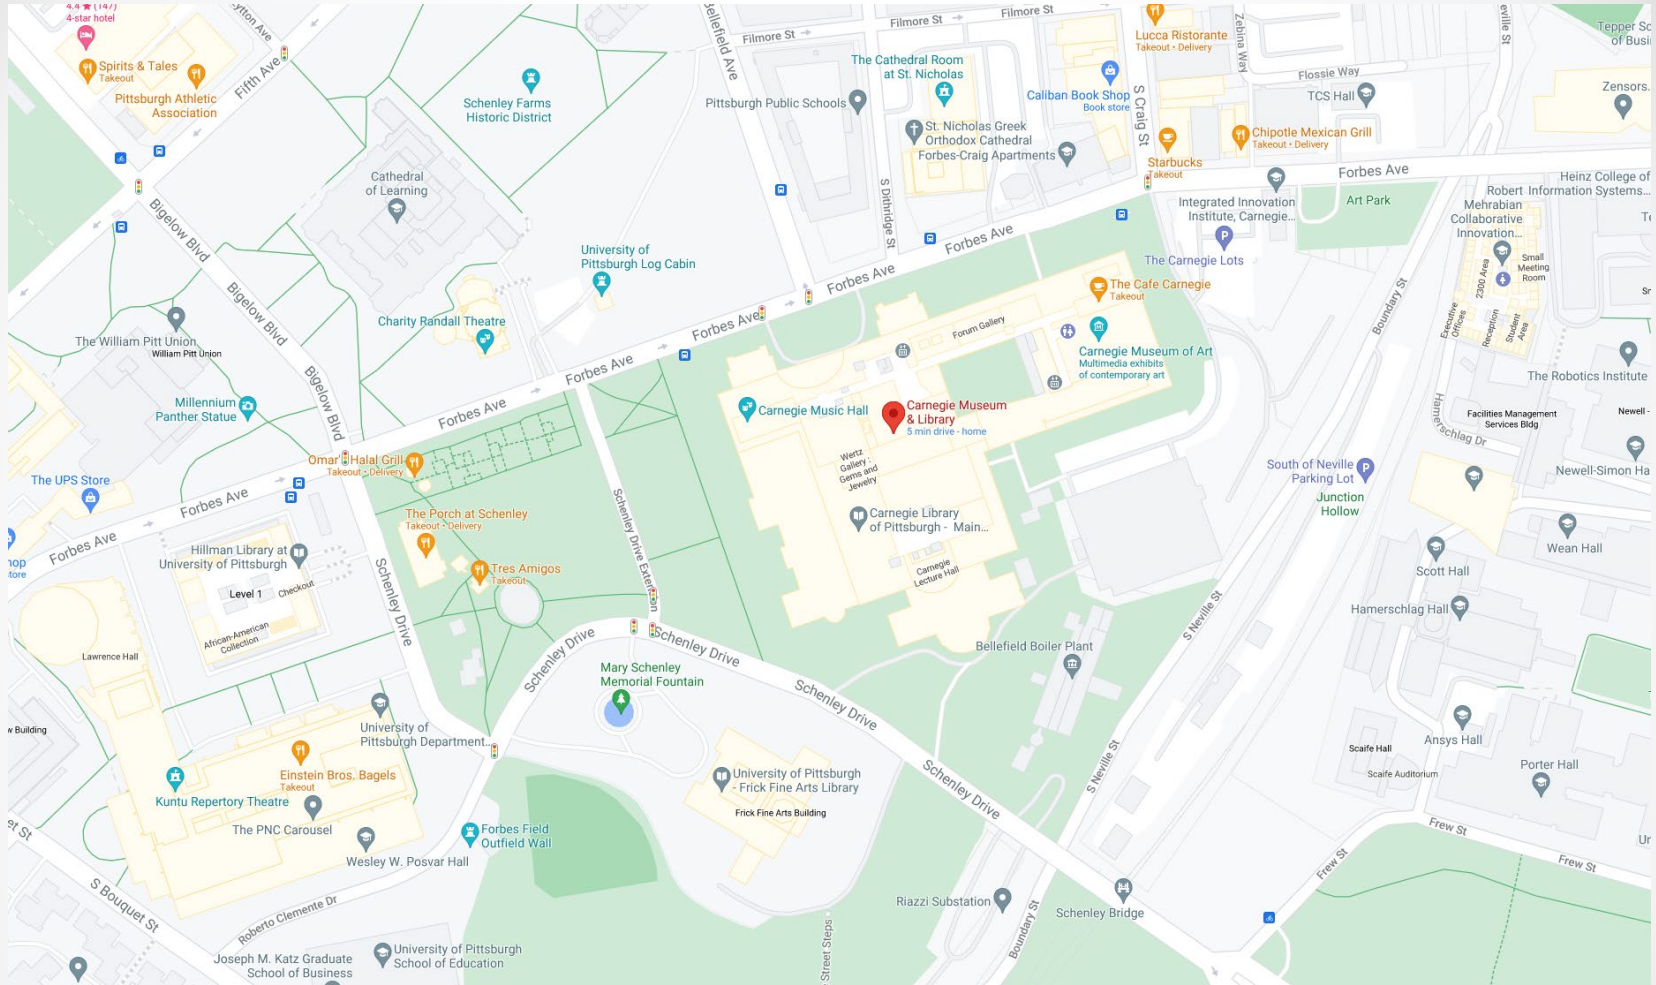 4.4 ★ (147)
4-star hotel
Spirits & Tales
Takeout
Pittsburgh Athletic
Association
Fifth Ave
Schenley Farms
Historic District
Bellefield Ave
Filmore St
Filmore St
Pittsburgh Public Schools
The Cathedral Room
at St. Nicholas
St. Nicholas Greek
Orthodox Cathedral
Forbes-Craig Apartments
Lucca Ristorante
Takeout • Delivery
Caliban Book Shop
Book store
S Craig St
Zebina Way
Flossie Way
TCS Hall
Chipotle Mexican Grill
Takeout • Delivery
Starbucks
Takeout
Zensors...
Forbes Ave
Heinz College of
Information Systems...
Robert
Mehrabian
Collaborative
Innovation...
Integrated Innovation
Institute, Carnegie...
Art Park
The Carnegie Lots
S Dithridge St
Forbes Ave
Forbes Ave
Cathedral
of Learning
Bigelow Blvd
Bigelow Blvd
Bigelow Blvd
University of
Pittsburgh Log Cabin
Charity Randall Theatre
The William Pitt Union
William Pitt Union
Millennium
Panther Statue
Forbes Ave
Forbes Ave
Forbes Ave
Forbes Ave
Forbes Ave
The Cafe Carnegie
Takeout
Forum Gallery
Carnegie Museum of Art
Multimedia exhibits
of contemporary art
Carnegie Music Hall
Carnegie Museum
& Library
5 min drive - home
Wertz
Gallery :
Gems and
Jewelry
Carnegie Library
of Pittsburgh - Main...
Carnegie
Lecture Hall
Boundary St
Small
Meeting
Room
2300 Area
Executive
Offices
Reception
Student
Area
The Robotics Institute
Facilities Management
Services Bldg
Newell -
Hamerschlag Dr
Newell-Simon Ha
South of Neville
Parking Lot
Junction
Hollow
Wean Hall
Scott Hall
Hamerschlag Hall
Omar's Halal Grill
Takeout • Delivery
The Porch at Schenley
Takeout • Delivery
Tres Amigos
Takeout
The UPS Store
Hillman Library at
University of Pittsburgh
Level 1
Checkout
African-American
Collection
Lawrence Hall
Schenley Drive
Schenley Drive Extension
Schenley Drive
Schenley Drive
Schenley Drive
Schenley Drive
Mary Schenley
Memorial Fountain
Bellefield Boiler Plant
S Neville St
S Neville St
University of
Pittsburgh Department...
w Building
Einstein Bros. Bagels
Takeout
Kuntu Repertory Theatre
The PNC Carousel
Wesley W. Posvar Hall
Forbes Field
Outfield Wall
University of Pittsburgh
- Frick Fine Arts Library
Frick Fine Arts Building
Ansys Hall
Scaife Hall
Scaife Auditorium
Porter Hall
Frew St
Frew St
Frew St
S Bouquet St
Roberto Clemente Dr
Joseph M. Katz Graduate
School of Business
University of Pittsburgh
School of Education
Street Steps
Riazzi Substation
Boundary St
Schenley Bridge